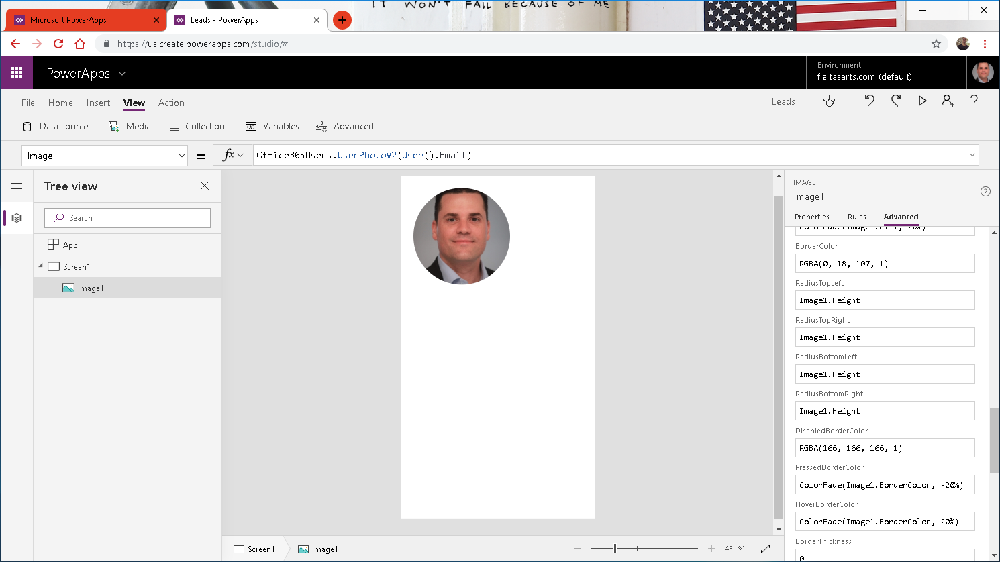 IT WON'T FAIL BECAUSE OF ME
Microsoft PowerApps
Leads - PowerApps
https://us.create.powerapps.com/studio/#
PowerApps
Environment
fleitasarts.com (default)
File Home Insert View Action
Leads
Data sources Media Collections Variables Advanced
Image = fx Office365Users.UserPhotoV2(User().Email)
Tree view
Search
App
Screen1
Image1
IMAGE
Image1
Properties Rules Advanced
ColorFade(Image1.Fill, 20%)
BorderColor
RGBA(0, 18, 107, 1)
RadiusTopLeft
Image1.Height
RadiusTopRight
Image1.Height
RadiusBottomLeft
Image1.Height
RadiusBottomRight
Image1.Height
DisabledBorderColor
RGBA(166, 166, 166, 1)
PressedBorderColor
ColorFade(Image1.BorderColor, -20%)
HoverBorderColor
ColorFade(Image1.BorderColor, 20%)
BorderThickness
0
Screen1 Image1
45 %